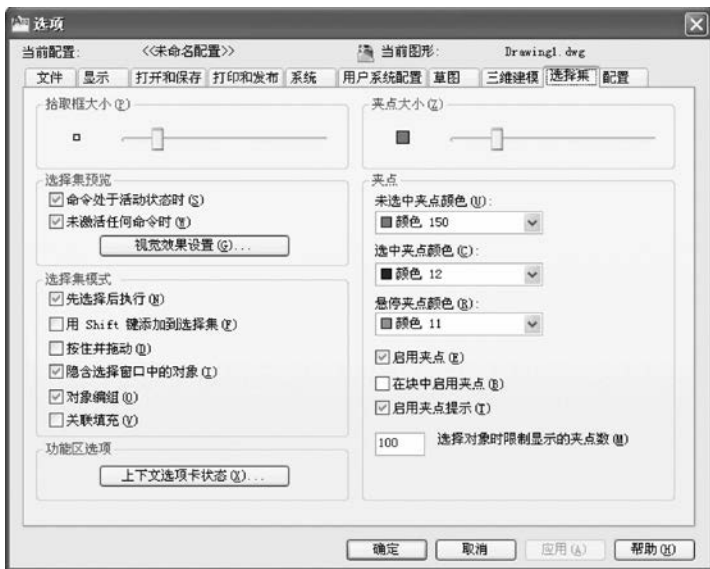 选项
当前配置: <<未命名配置>> 当前图形: Drawing1.dwg
文件 显示 打开和保存 打印和发布 系统 用户系统配置 草图 三维建模 选择集 配置
拾取框大小(P)
夹点大小(Z)
选择集预览
命令处于活动状态时(S)
未激活任何命令时(W)
视觉效果设置(G)...
选择集模式
先选择后执行(N)
用 Shift 键添加到选择集(F)
按住并拖动(D)
隐含选择窗口中的对象(I)
对象编组(O)
关联填充(V)
功能区选项
上下文选项卡状态(X)...
夹点
未选中夹点颜色(U):
颜色 150
选中夹点颜色(C):
颜色 12
悬停夹点颜色(R):
颜色 11
启用夹点(E)
在块中启用夹点(B)
启用夹点提示(T)
100 选择对象时限制显示的夹点数(M)
确定 取消 应用(A) 帮助(H)